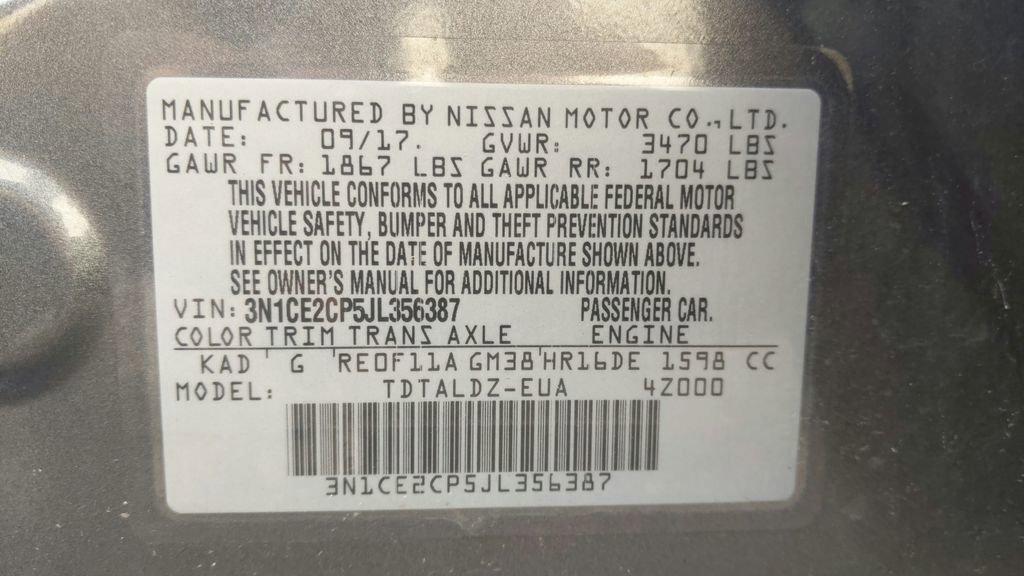 MANUFACTURED BY NISSAN MOTOR CO.,LTD.
DATE: 09/17. GVWR: 3470 LBS
GAWR FR: 1867 LBS GAWR RR: 1704 LBS
THIS VEHICLE CONFORMS TO ALL APPLICABLE FEDERAL MOTOR
VEHICLE SAFETY, BUMPER AND THEFT PREVENTION STANDARDS
IN EFFECT ON THE DATE OF MANUFACTURE SHOWN ABOVE.
SEE OWNER'S MANUAL FOR ADDITIONAL INFORMATION.
VIN: 3N1CE2CP5JL356387 PASSENGER CAR.
COLOR TRIM TRANS AXLE ENGINE
KAD G RE0F11A GM38 HR16DE 1598 CC
MODEL: TDTALDZ-EUA 4Z000
3N1CE2CP5JL356387